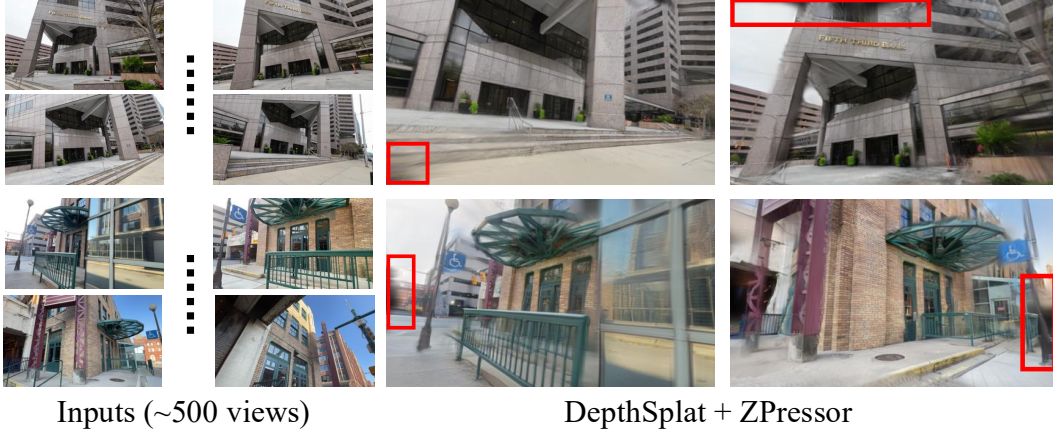 FIFTH THIRD BANK
Inputs (~500 views)
DepthSplat + ZPressor